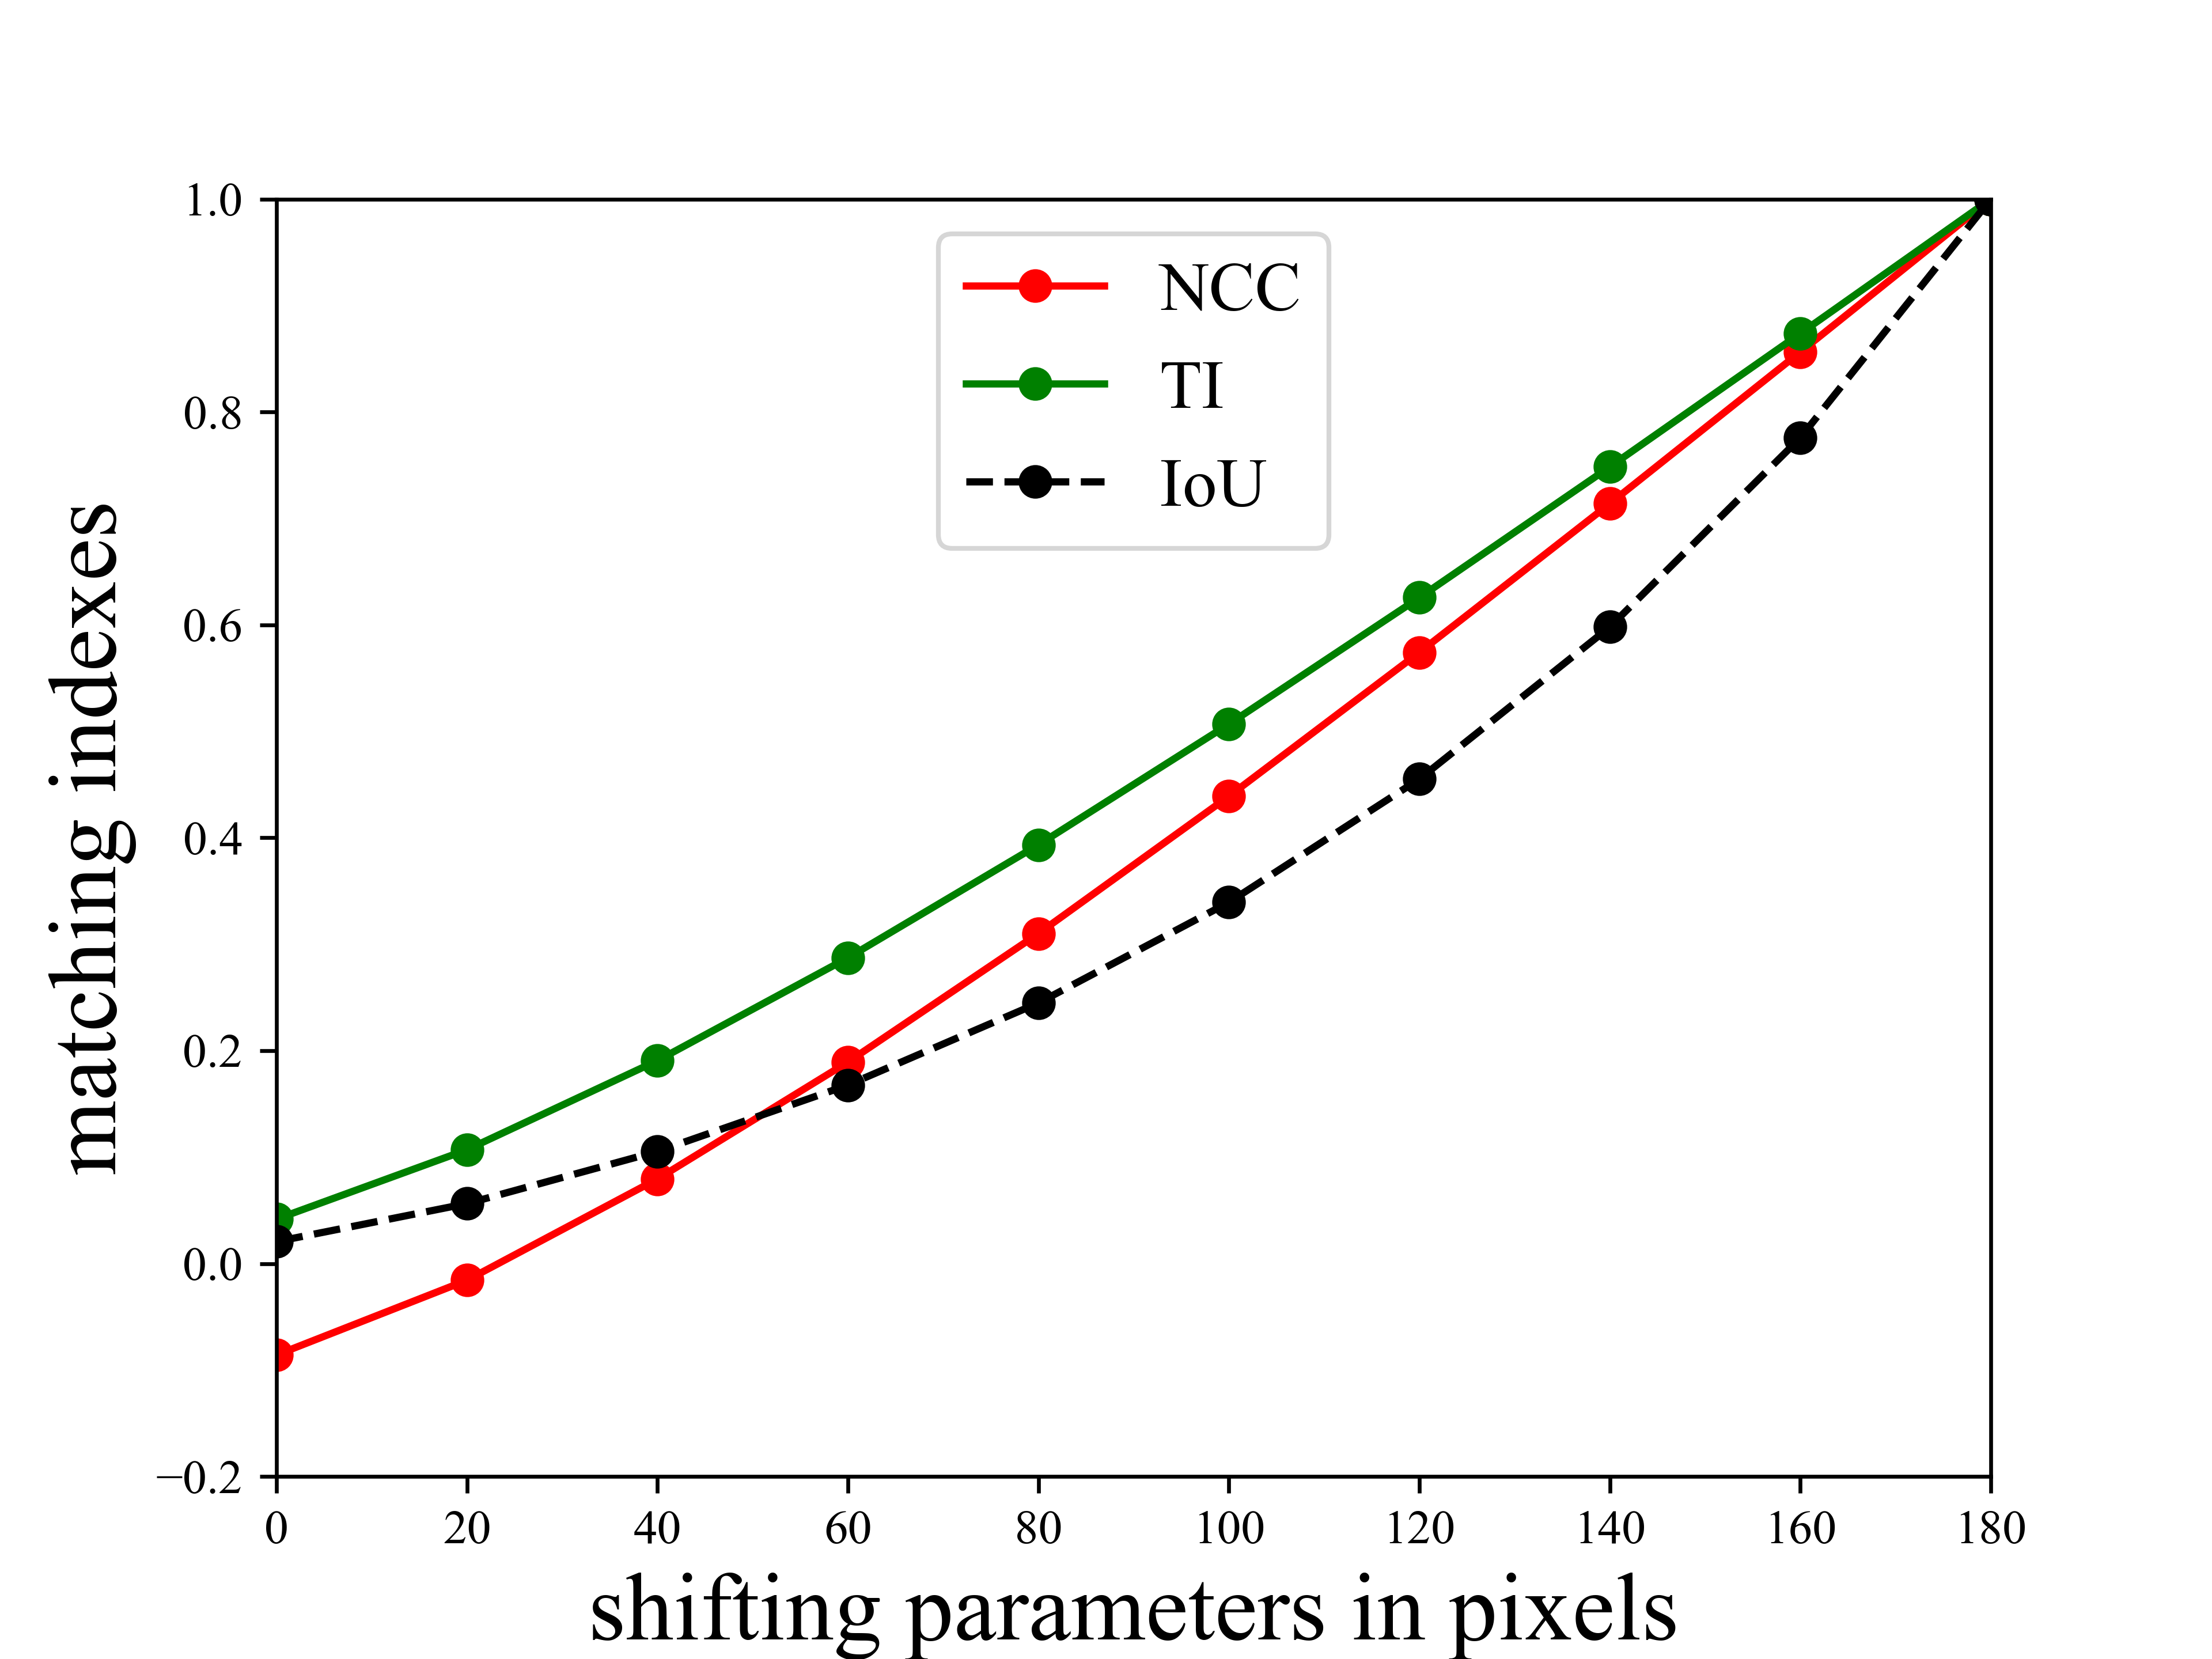 1.0
0.8
0.6
0.4
0.2
0.0
−0.2
matching indexes
NCC
TI
IoU
0 20 40 60 80 100 120 140 160 180
shifting parameters in pixels